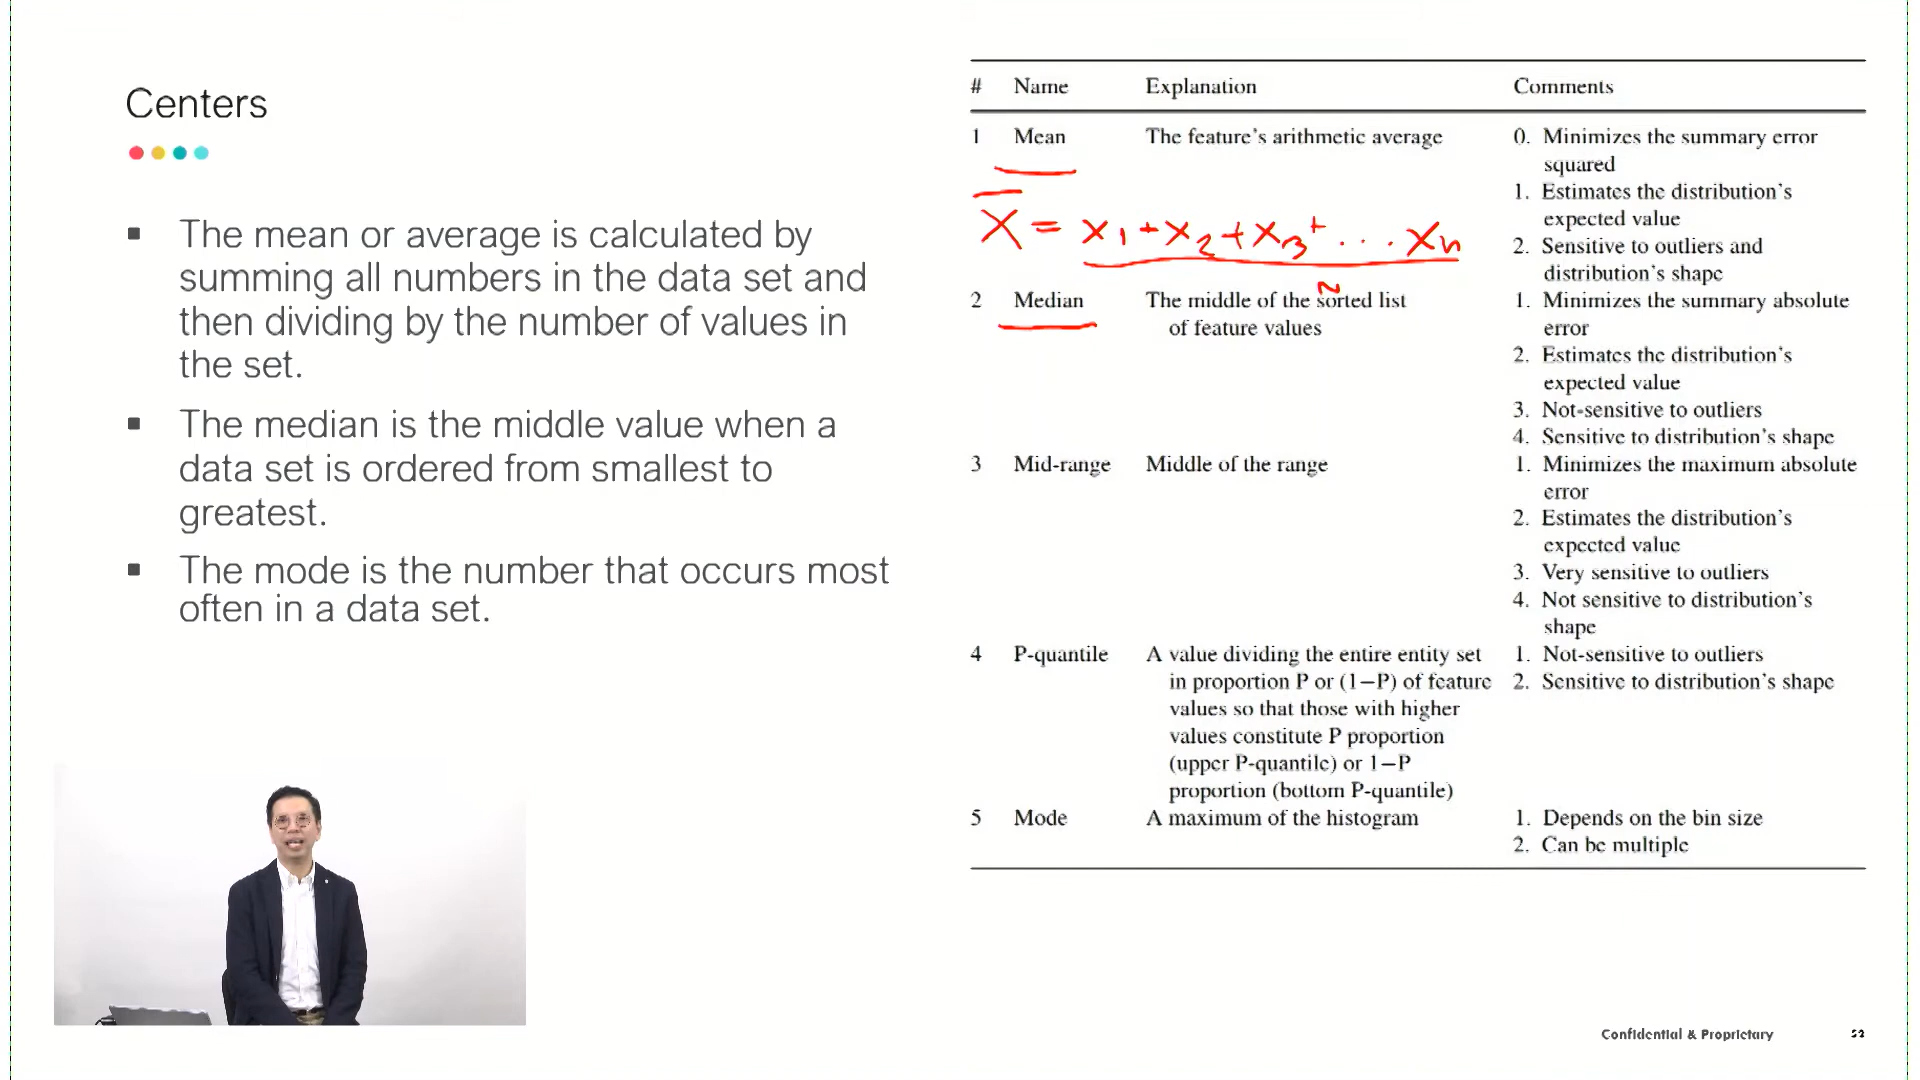 Centers
▪ The mean or average is calculated by
summing all numbers in the data set and
then dividing by the number of values in
the set.
▪ The median is the middle value when a
data set is ordered from smallest to
greatest.
▪ The mode is the number that occurs most
often in a data set.
# Name Explanation Comments
1 Mean The feature's arithmetic average 0. Minimizes the summary error
squared
1. Estimates the distribution's
expected value
2. Sensitive to outliers and
distribution's shape
X̄ = x₁ + x₂ + x₃ + ... xₙ
n
2 Median The middle of the sorted list 1. Minimizes the summary absolute
of feature values error
2. Estimates the distribution's
expected value
3. Not-sensitive to outliers
4. Sensitive to distribution's shape
3 Mid-range Middle of the range 1. Minimizes the maximum absolute
error
2. Estimates the distribution's
expected value
3. Very sensitive to outliers
4. Not sensitive to distribution's
shape
4 P-quantile A value dividing the entire entity set 1. Not-sensitive to outliers
in proportion P or (1−P) of feature 2. Sensitive to distribution's shape
values so that those with higher
values constitute P proportion
(upper P-quantile) or 1−P
proportion (bottom P-quantile)
5 Mode A maximum of the histogram 1. Depends on the bin size
2. Can be multiple
Confidential & Proprietary